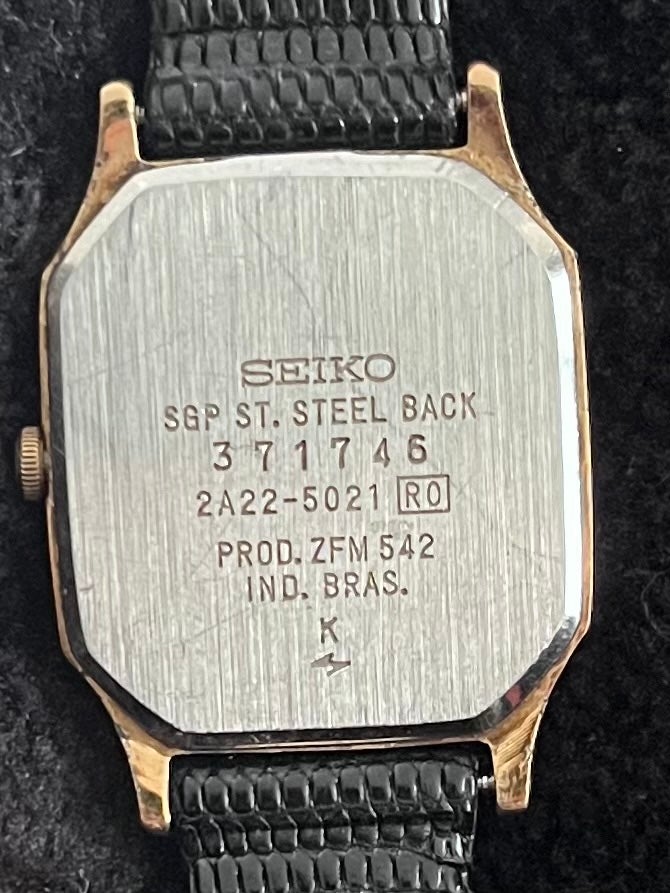 SEIKO
SGP ST. STEEL BACK
371746
2A22-5021 RO
PROD. ZFM 542
IND. BRAS.
K